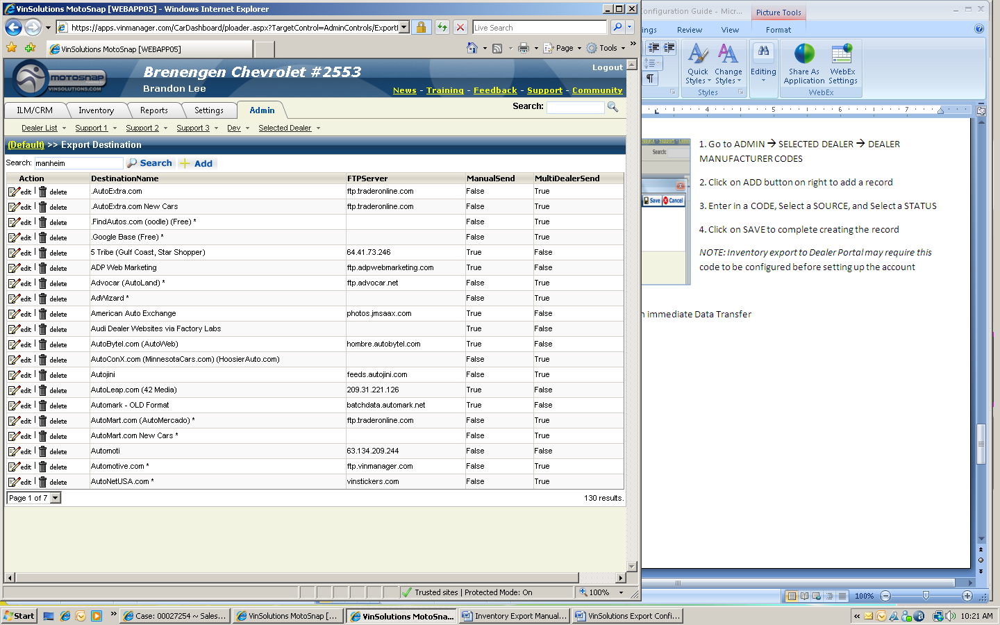 VinSolutions MotoSnap [WEBAPP05] - Windows Internet Explorer
https://apps.vinmanager.com/CarDashboard/ploader.aspx?TargetControl=AdminControls/Export
Live Search
VinSolutions MotoSnap [WEBAPP05]
Page
Tools
MOTOSNAP
VINSOLUTIONS.COM
Brenengen Chevrolet #2553
Brandon Lee
Logout
News - Training - Feedback - Support - Community
ILM/CRM Inventory Reports Settings Admin
Search:
Dealer List Support 1 Support 2 Support 3 Dev Selected Dealer
(Default) >> Export Destination
Search: manheim Search Add
Action DestinationName FTPServer ManualSend MultiDealerSend
edit | delete .AutoExtra.com ftp.traderonline.com False True
edit | delete .AutoExtra.com New Cars ftp.traderonline.com False True
edit | delete .FindAutos.com (oodle) (Free) * False True
edit | delete .Google Base (Free) * False True
edit | delete 5 Tribe (Gulf Coast, Star Shopper) 64.41.73.246 True False
edit | delete ADP Web Marketing ftp.adpwebmarketing.com True False
edit | delete Advocar (AutoLand) * ftp.advocar.net False True
edit | delete AdWizard * False True
edit | delete American Auto Exchange photos.jmsaax.com True False
edit | delete Audi Dealer Websites via Factory Labs True False
edit | delete AutoBytel.com (AutoWeb) hombre.autobytel.com True False
edit | delete AutoConX.com (MinnesotaCars.com) (HoosierAuto.com) False True
edit | delete Autojini feeds.autojini.com False True
edit | delete AutoLeap.com (42 Media) 209.31.221.126 True False
edit | delete Automark - OLD Format batchdata.automark.net True False
edit | delete AutoMart.com (AutoMercado) * ftp.traderonline.com False True
edit | delete AutoMart.com New Cars * False True
edit | delete Automoti 63.134.209.244 False False
edit | delete Automotive.com * ftp.vinmanager.com False True
edit | delete AutoNetUSA.com * vinstickers.com False True
Page 1 of 7
130 results.
Trusted sites | Protected Mode: On
100%
onfiguration Guide - Micr...
Picture Tools
ngs Review View Format
Quick Styles
Change Styles
Editing
Share As Application
WebEx Settings
Styles
WebEx
4 5 6 7
Search:
Save Cancel
1. Go to ADMIN → SELECTED DEALER → DEALER
MANUFACTURER CODES
2. Click on ADD button on right to add a record
3. Enter in a CODE, Select a SOURCE, and Select a STATUS
4. Click on SAVE to complete creating the record
NOTE: Inventory export to Dealer Portal may require this
code to be configured before setting up the account
n immediate Data Transfer
100%
Start
Case: 00027254 ~ Sales...
VinSolutions MotoSnap [...
VinSolutions MotoSna...
Inventory Export Manual...
VinSolutions Export Confi...
10:21 AM